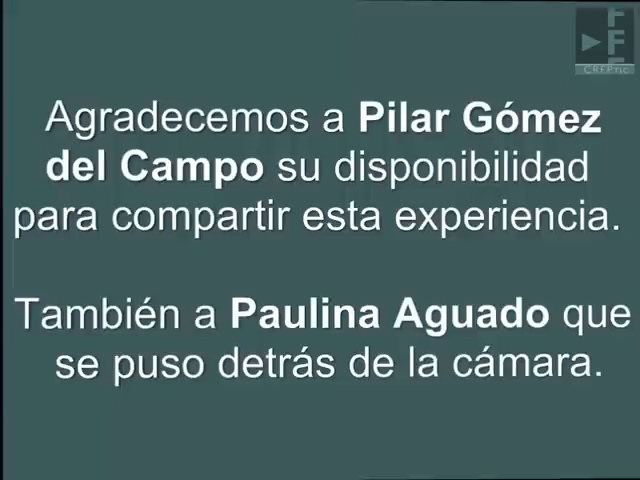 CRFPTIC
Agradecemos a Pilar Gómez
del Campo su disponibilidad
para compartir esta experiencia.
También a Paulina Aguado que
se puso detrás de la cámara.